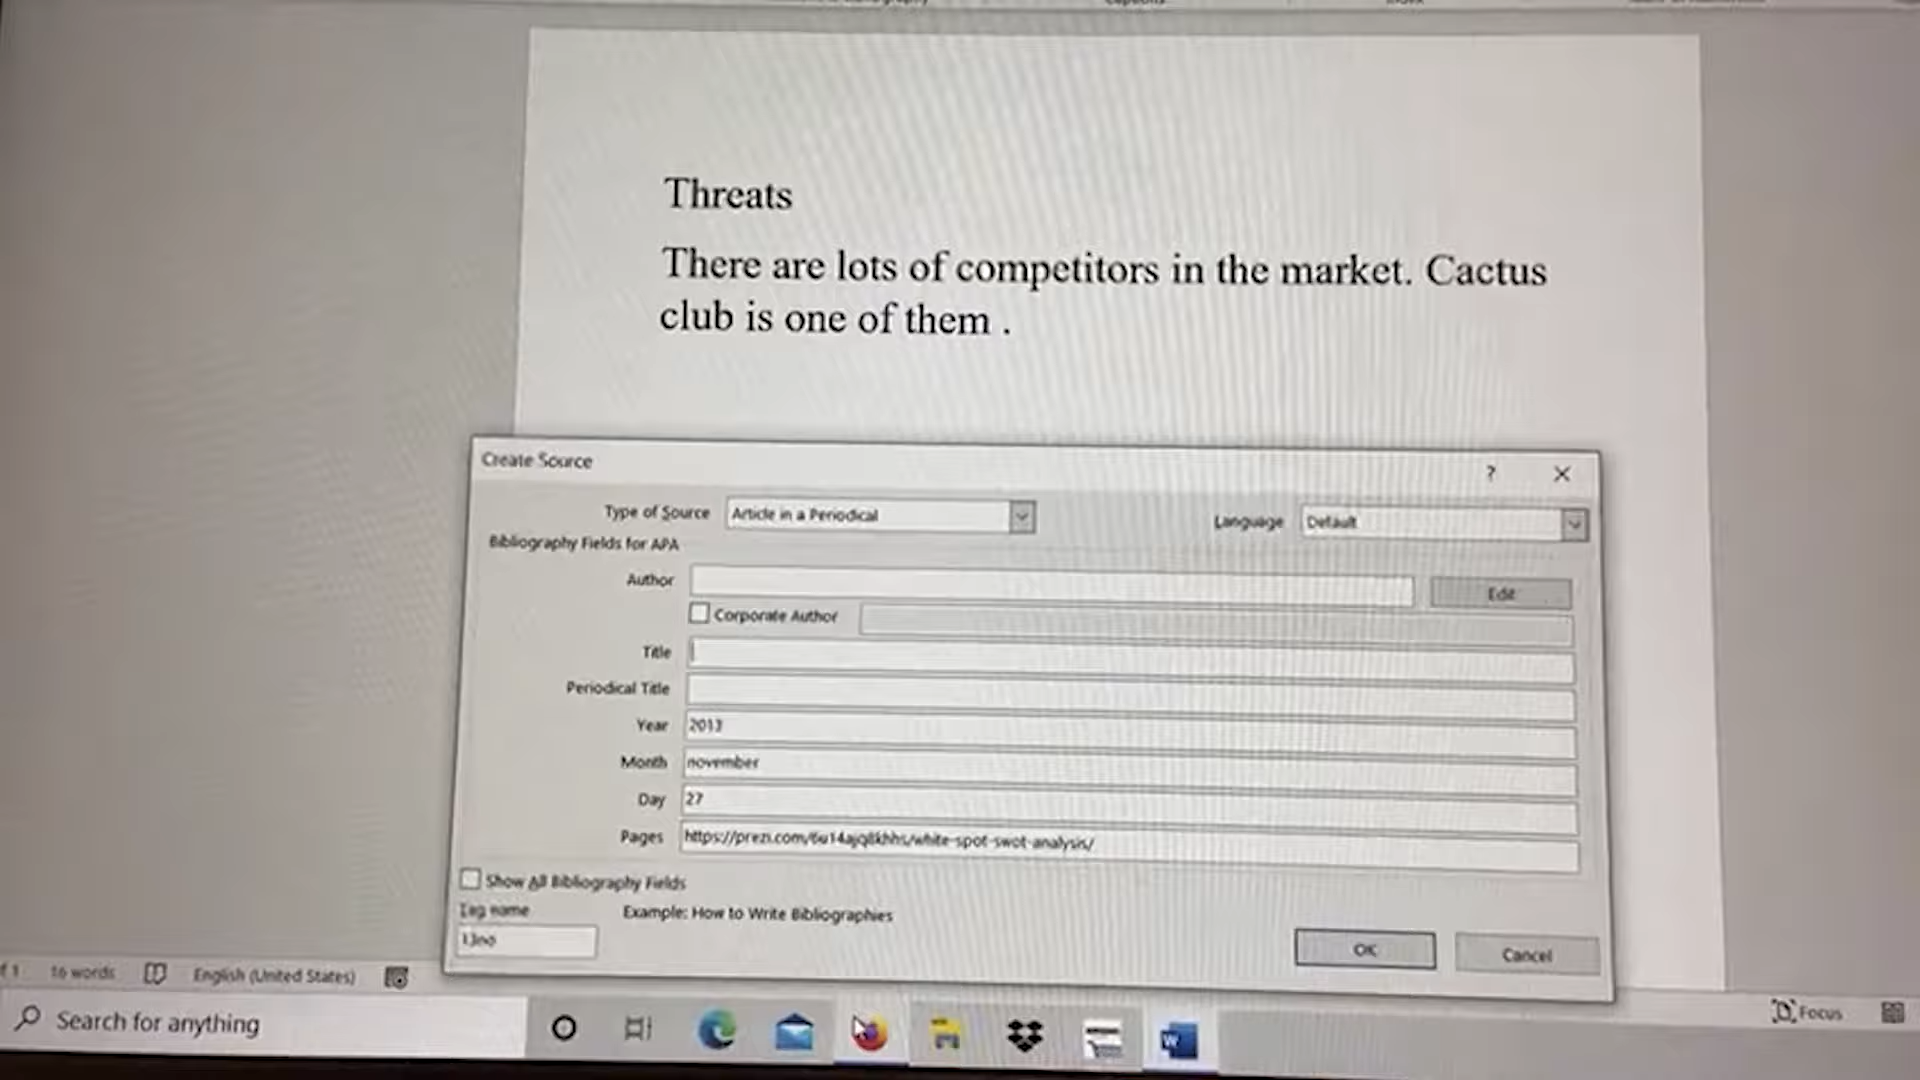 Threats
There are lots of competitors in the market. Cactus
club is one of them .
Create Source
?
Type of Source Article in a Periodical Language Default
Bibliography Fields for APA
Author Edit
Corporate Author
Title
Periodical Title
Year 2013
Month november
Day 27
Pages https://prezi.com/6u14ajq8khhs/white-spot-swot-analysis/
Show All Bibliography Fields
Tag name Example: How to Write Bibliographies
13no
OK Cancel
16 words English (United States)
Focus
Search for anything